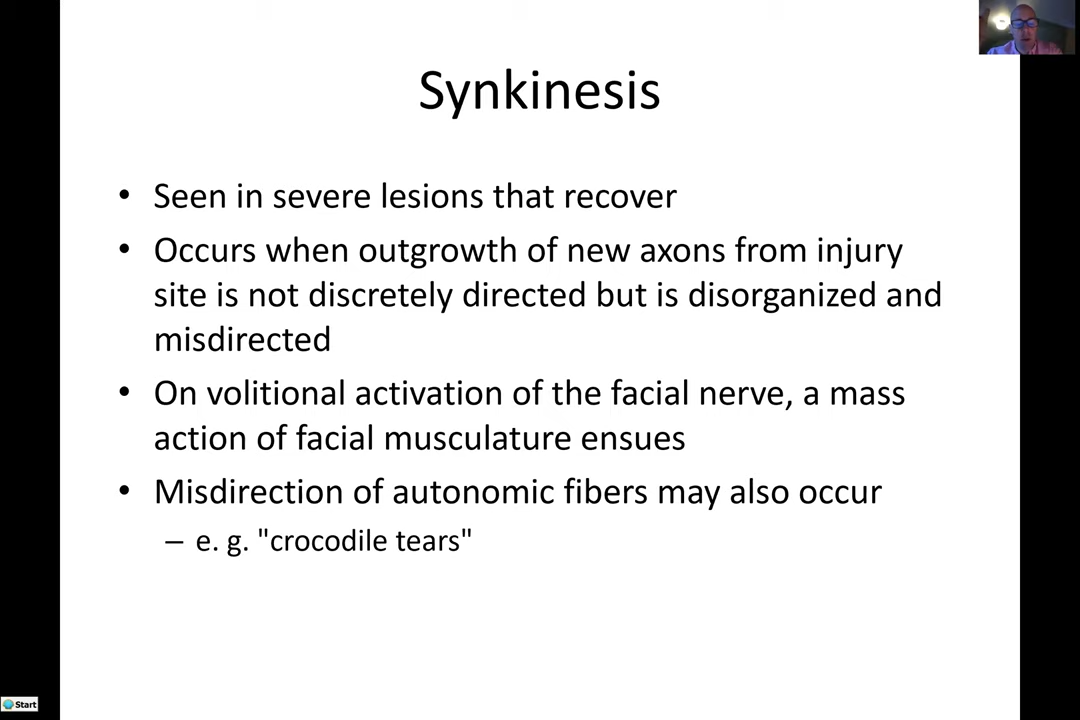 Synkinesis
• Seen in severe lesions that recover
• Occurs when outgrowth of new axons from injury
site is not discretely directed but is disorganized and
misdirected
• On volitional activation of the facial nerve, a mass
action of facial musculature ensues
• Misdirection of autonomic fibers may also occur
– e. g. "crocodile tears"
Start